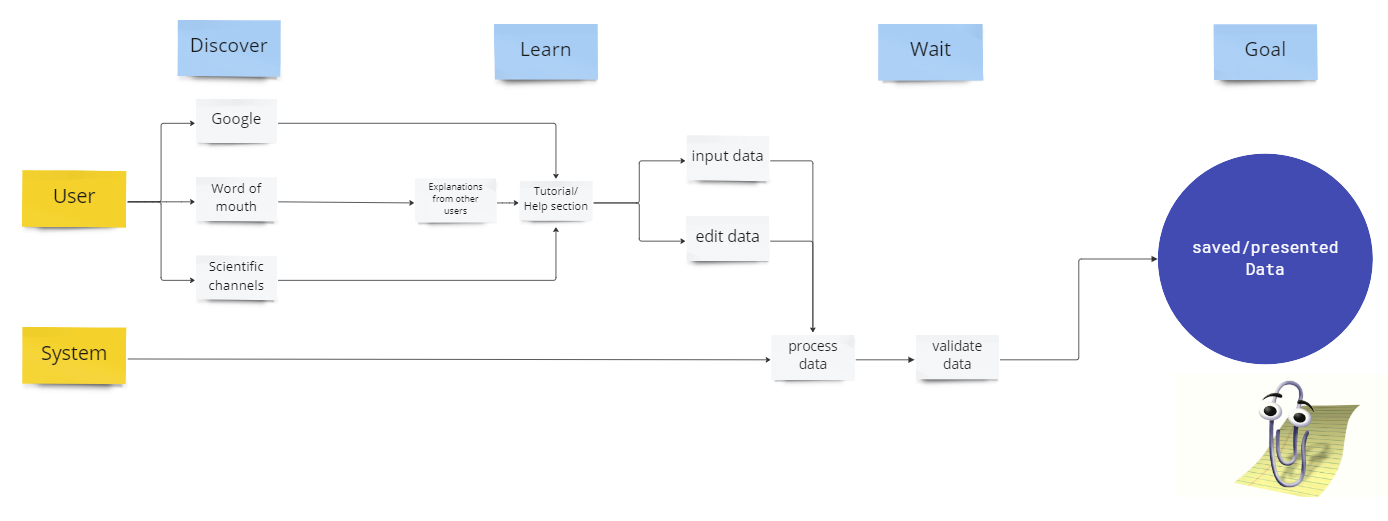 Discover
Learn
Wait
Goal
Google
User
Word of
mouth
Explanations
from other
users
Tutorial/
Help section
Scientific
channels
input data
edit data
saved/presented
Data
System
process
data
validate
data